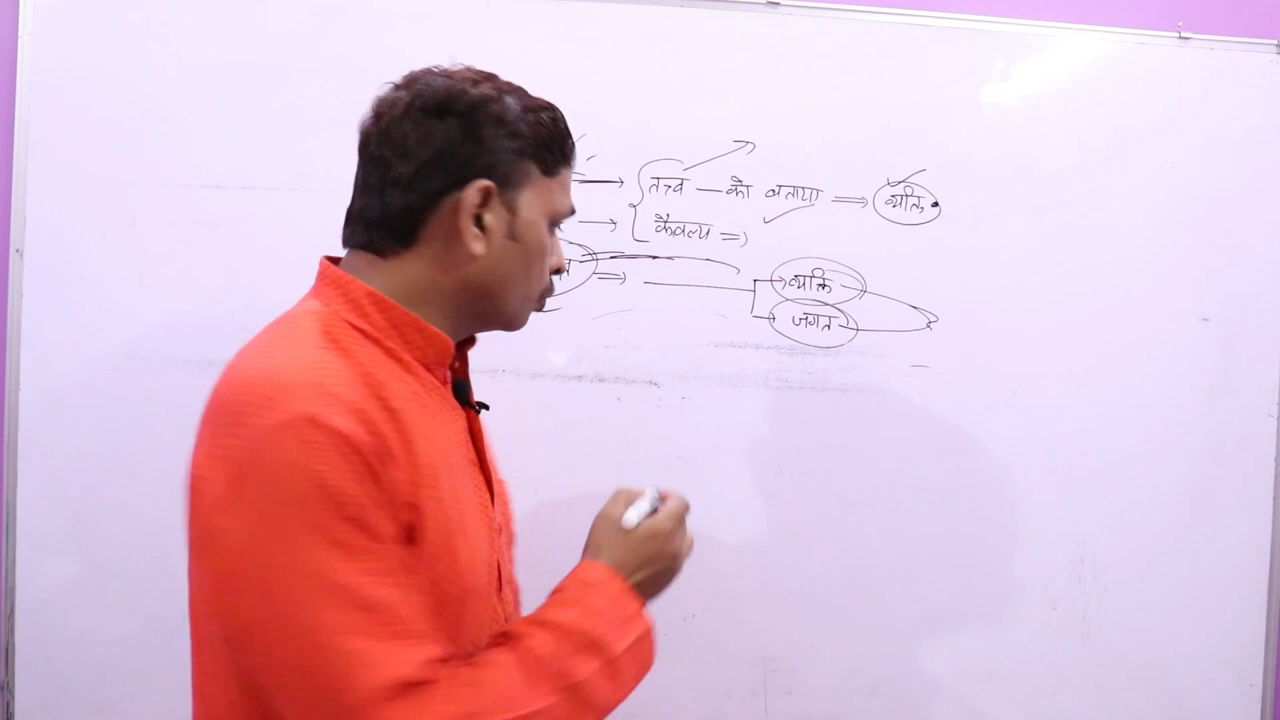 तत्त्व — को बताया ⟹ व्यक्ति
कैवल्य ⟹
व्यक्ति
जगत